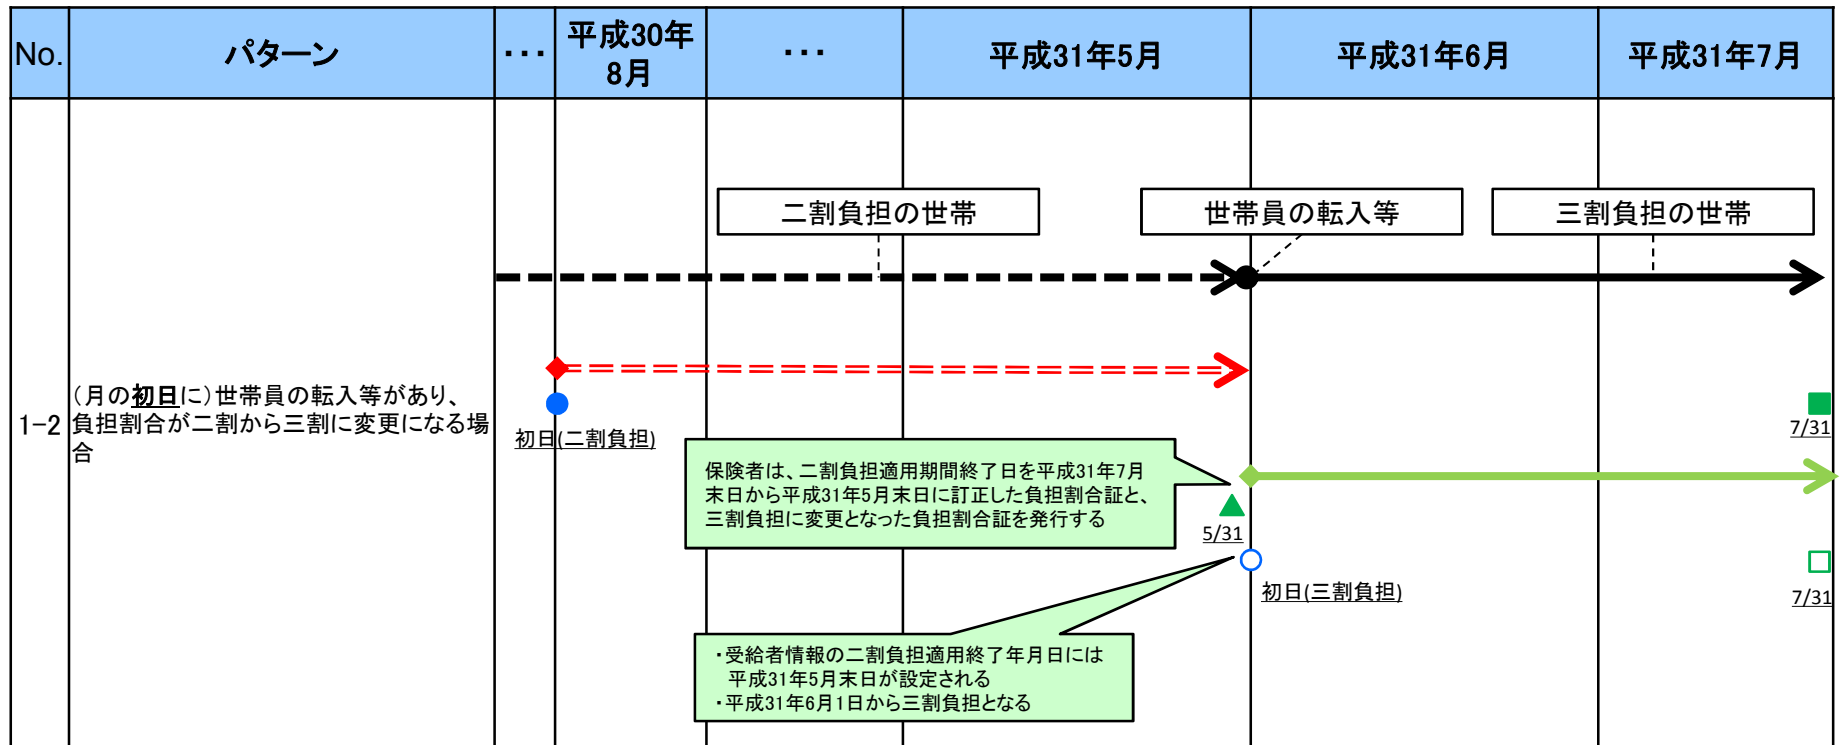 No.
パターン
・・・
平成30年
8月
・・・
平成31年5月
平成31年6月
平成31年7月
二割負担の世帯
世帯員の転入等
三割負担の世帯
1-2
（月の初日に）世帯員の転入等があり、
負担割合が二割から三割に変更になる場
合
初日(二割負担)
7/31
保険者は、二割負担適用期間終了日を平成31年7月
末日から平成31年5月末日に訂正した負担割合証と、
三割負担に変更となった負担割合証を発行する
5/31
初日(三割負担)
7/31
・受給者情報の二割負担適用終了年月日には
平成31年5月末日が設定される
・平成31年6月1日から三割負担となる